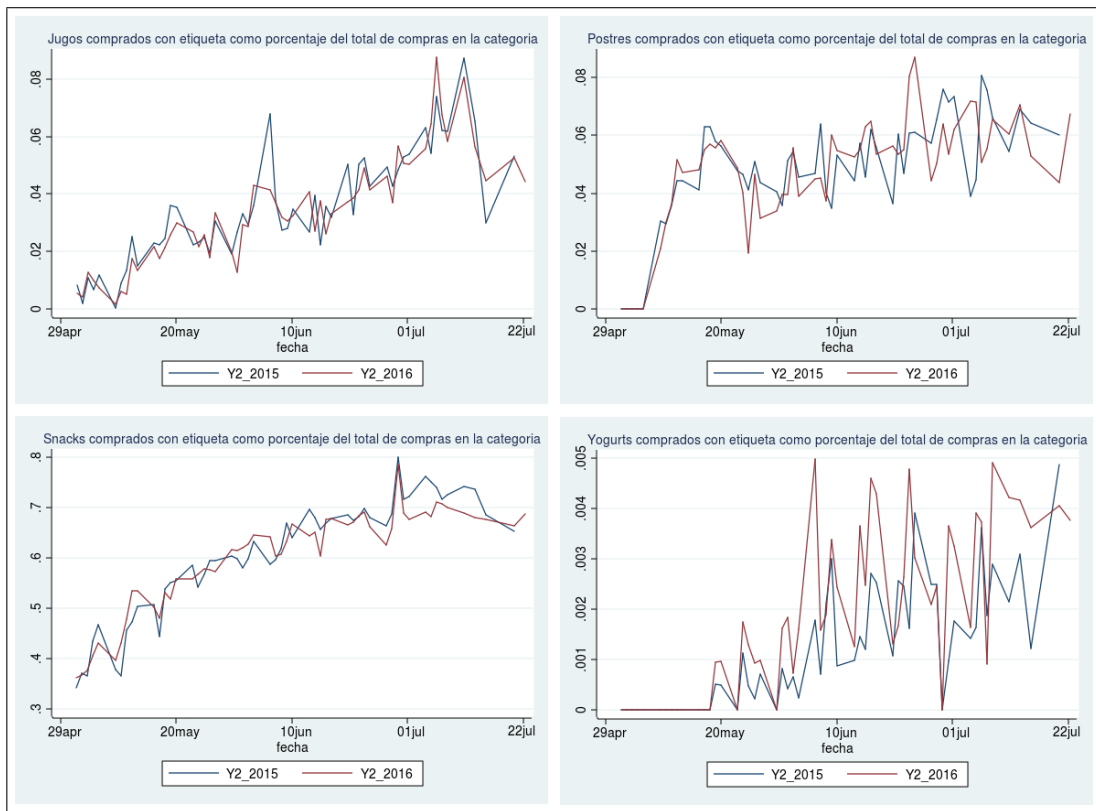 Jugos comprados con etiqueta como porcentaje del total de compras en la categoria
.08
.06
.04
.02
0
29apr 20may 10jun 01jul 22jul
fecha
Y2_2015 Y2_2016
Postres comprados con etiqueta como porcentaje del total de compras en la categoria
.08
.06
.04
.02
0
29apr 20may 10jun 01jul 22jul
fecha
Y2_2015 Y2_2016
Snacks comprados con etiqueta como porcentaje del total de compras en la categoria
.8
.7
.6
.5
.4
.3
29apr 20may 10jun 01jul 22jul
fecha
Y2_2015 Y2_2016
Yogurts comprados con etiqueta como porcentaje del total de compras en la categoria
.005
.004
.003
.002
.001
0
29apr 20may 10jun 01jul 22jul
fecha
Y2_2015 Y2_2016